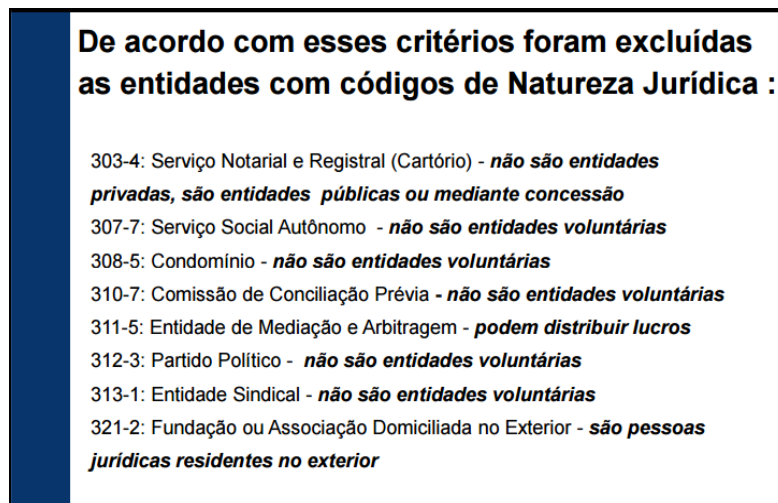 De acordo com esses critérios foram excluídas
as entidades com códigos de Natureza Jurídica :
303-4: Serviço Notarial e Registral (Cartório) - não são entidades
privadas, são entidades públicas ou mediante concessão
307-7: Serviço Social Autônomo - não são entidades voluntárias
308-5: Condomínio - não são entidades voluntárias
310-7: Comissão de Conciliação Prévia - não são entidades voluntárias
311-5: Entidade de Mediação e Arbitragem - podem distribuir lucros
312-3: Partido Político - não são entidades voluntárias
313-1: Entidade Sindical - não são entidades voluntárias
321-2: Fundação ou Associação Domiciliada no Exterior - são pessoas
jurídicas residentes no exterior